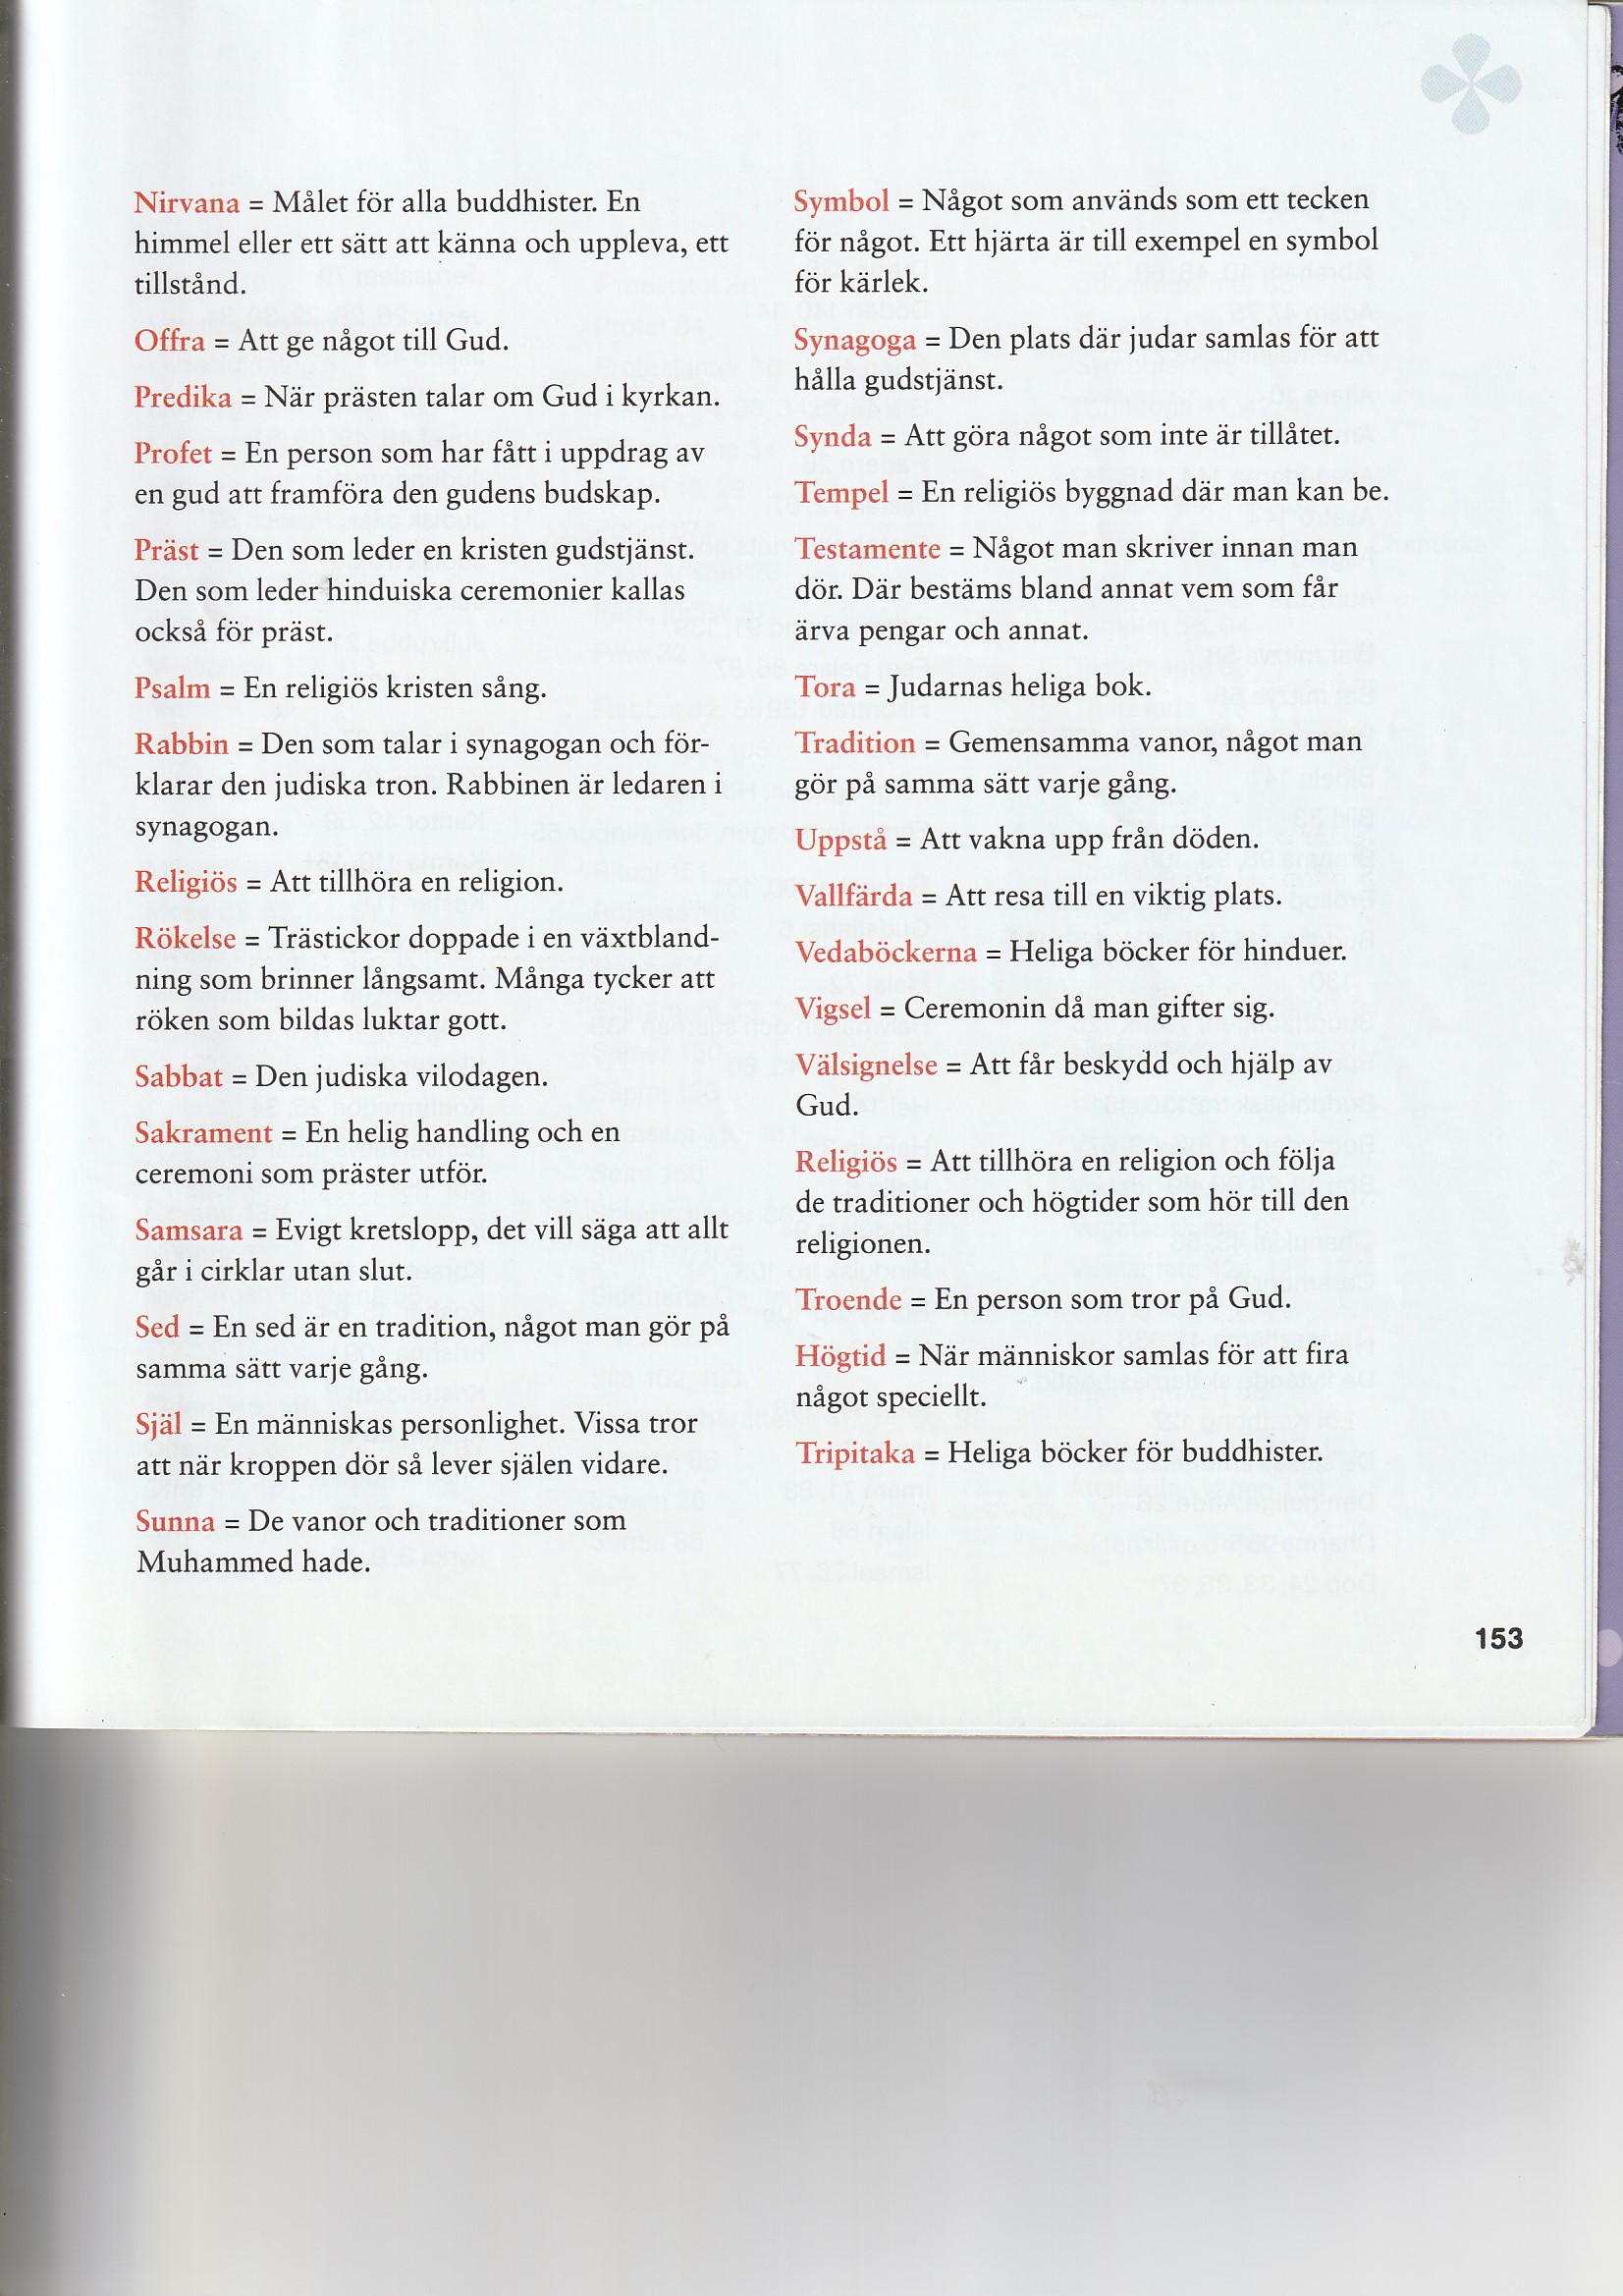 Nirvana = Målet för alla buddhister. En
himmel eller ett sätt att känna och uppleva, ett
tillstånd.
Offra = Att ge något till Gud.
Predika = När prästen talar om Gud i kyrkan.
Profet = En person som har fått i uppdrag av
en gud att framföra den gudens budskap.
Präst = Den som leder en kristen gudstjänst.
Den som leder hinduiska ceremonier kallas
också för präst.
Psalm = En religiös kristen sång.
Rabbin = Den som talar i synagogan och för-
klarar den judiska tron. Rabbinen är ledaren i
synagogan.
Religiös = Att tillhöra en religion.
Rökelse = Trästickor doppade i en växtbland-
ning som brinner långsamt. Många tycker att
röken som bildas luktar gott.
Sabbat = Den judiska vilodagen.
Sakrament = En helig handling och en
ceremoni som präster utför.
Samsara = Evigt kretslopp, det vill säga att allt
går i cirklar utan slut.
Sed = En sed är en tradition, något man gör på
samma sätt varje gång.
Själ = En människas personlighet. Vissa tror
att när kroppen dör så lever själen vidare.
Sunna = De vanor och traditioner som
Muhammed hade.
Symbol = Något som används som ett tecken
för något. Ett hjärta är till exempel en symbol
för kärlek.
Synagoga = Den plats där judar samlas för att
hålla gudstjänst.
Synda = Att göra något som inte är tillåtet.
Tempel = En religiös byggnad där man kan be.
Testamente = Något man skriver innan man
dör. Där bestäms bland annat vem som får
ärva pengar och annat.
Tora = Judarnas heliga bok.
Tradition = Gemensamma vanor, något man
gör på samma sätt varje gång.
Uppstå = Att vakna upp från döden.
Vallfärda = Att resa till en viktig plats.
Vedaböckerna = Heliga böcker för hinduer.
Vigsel = Ceremonin då man gifter sig.
Välsignelse = Att får beskydd och hjälp av
Gud.
Religiös = Att tillhöra en religion och följa
de traditioner och högtider som hör till den
religionen.
Troende = En person som tror på Gud.
Högtid = När människor samlas för att fira
något speciellt.
Tripitaka = Heliga böcker för buddhister.
153